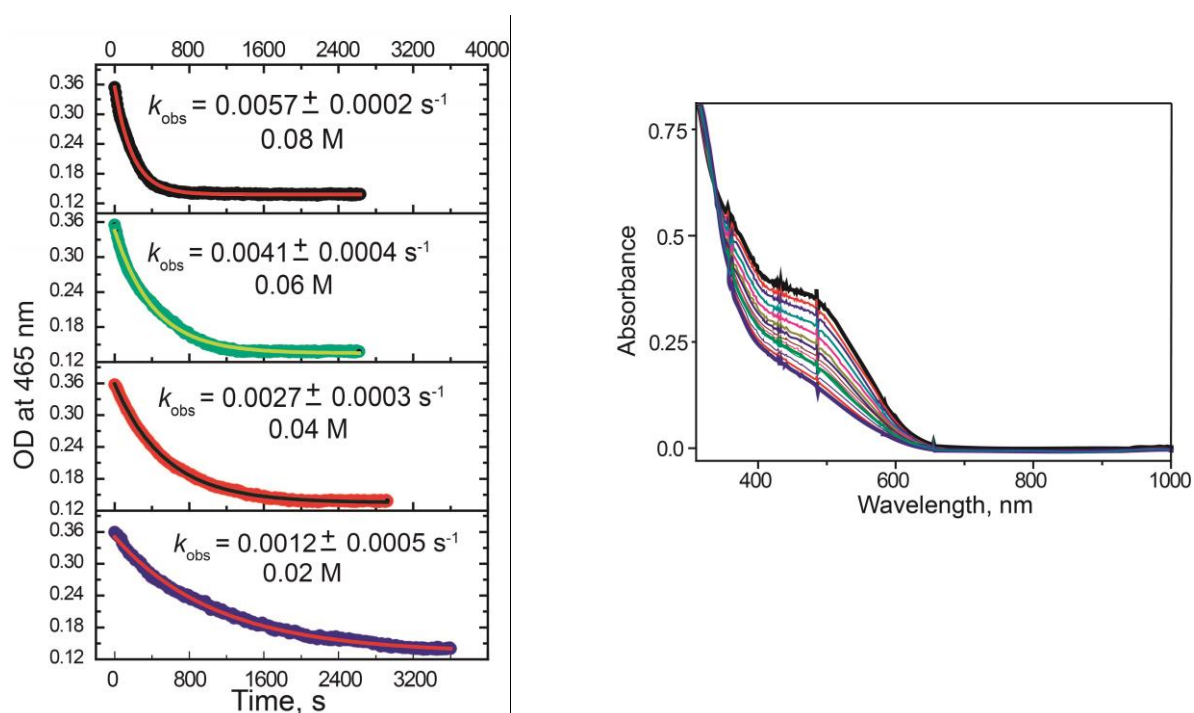 0 800 1600 2400 3200 4000
0.36
0.30
0.24
0.18
0.12
k_obs = 0.0057 ± 0.0002 s⁻¹
0.08 M
0.36
0.30
0.24
0.18
0.12
k_obs = 0.0041 ± 0.0004 s⁻¹
0.06 M
0.36
0.30
0.24
0.18
0.12
k_obs = 0.0027 ± 0.0003 s⁻¹
0.04 M
0.36
0.30
0.24
0.18
0.12
k_obs = 0.0012 ± 0.0005 s⁻¹
0.02 M
OD at 465 nm
0 800 1600 2400 3200
Time, s
0.75
0.5
0.25
0.0
Absorbance
400 600 800 1000
Wavelength, nm